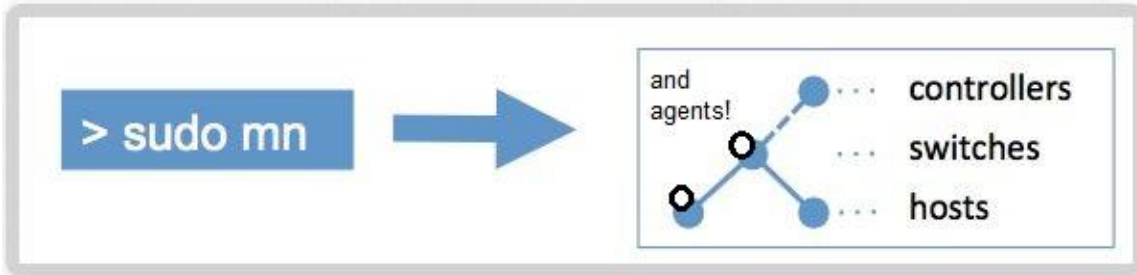 > sudo mn
and
agents!
controllers
switches
hosts